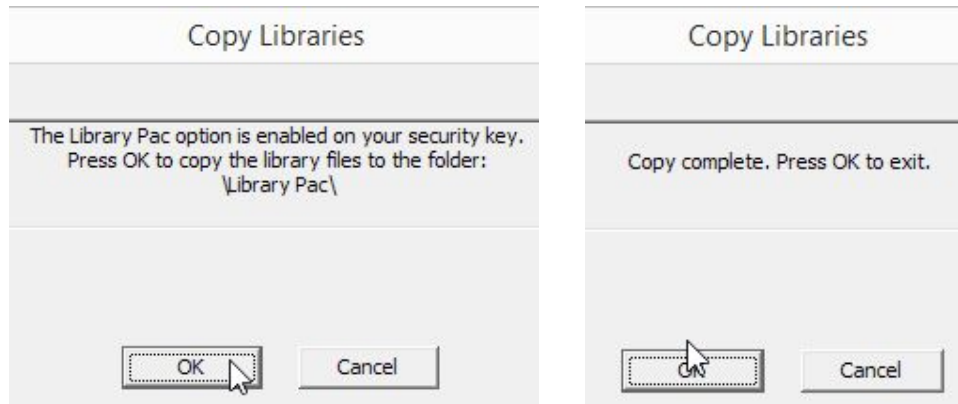 Copy Libraries
The Library Pac option is enabled on your security key.
Press OK to copy the library files to the folder:
\Library Pac\
OK
Cancel
Copy Libraries
Copy complete. Press OK to exit.
OK
Cancel